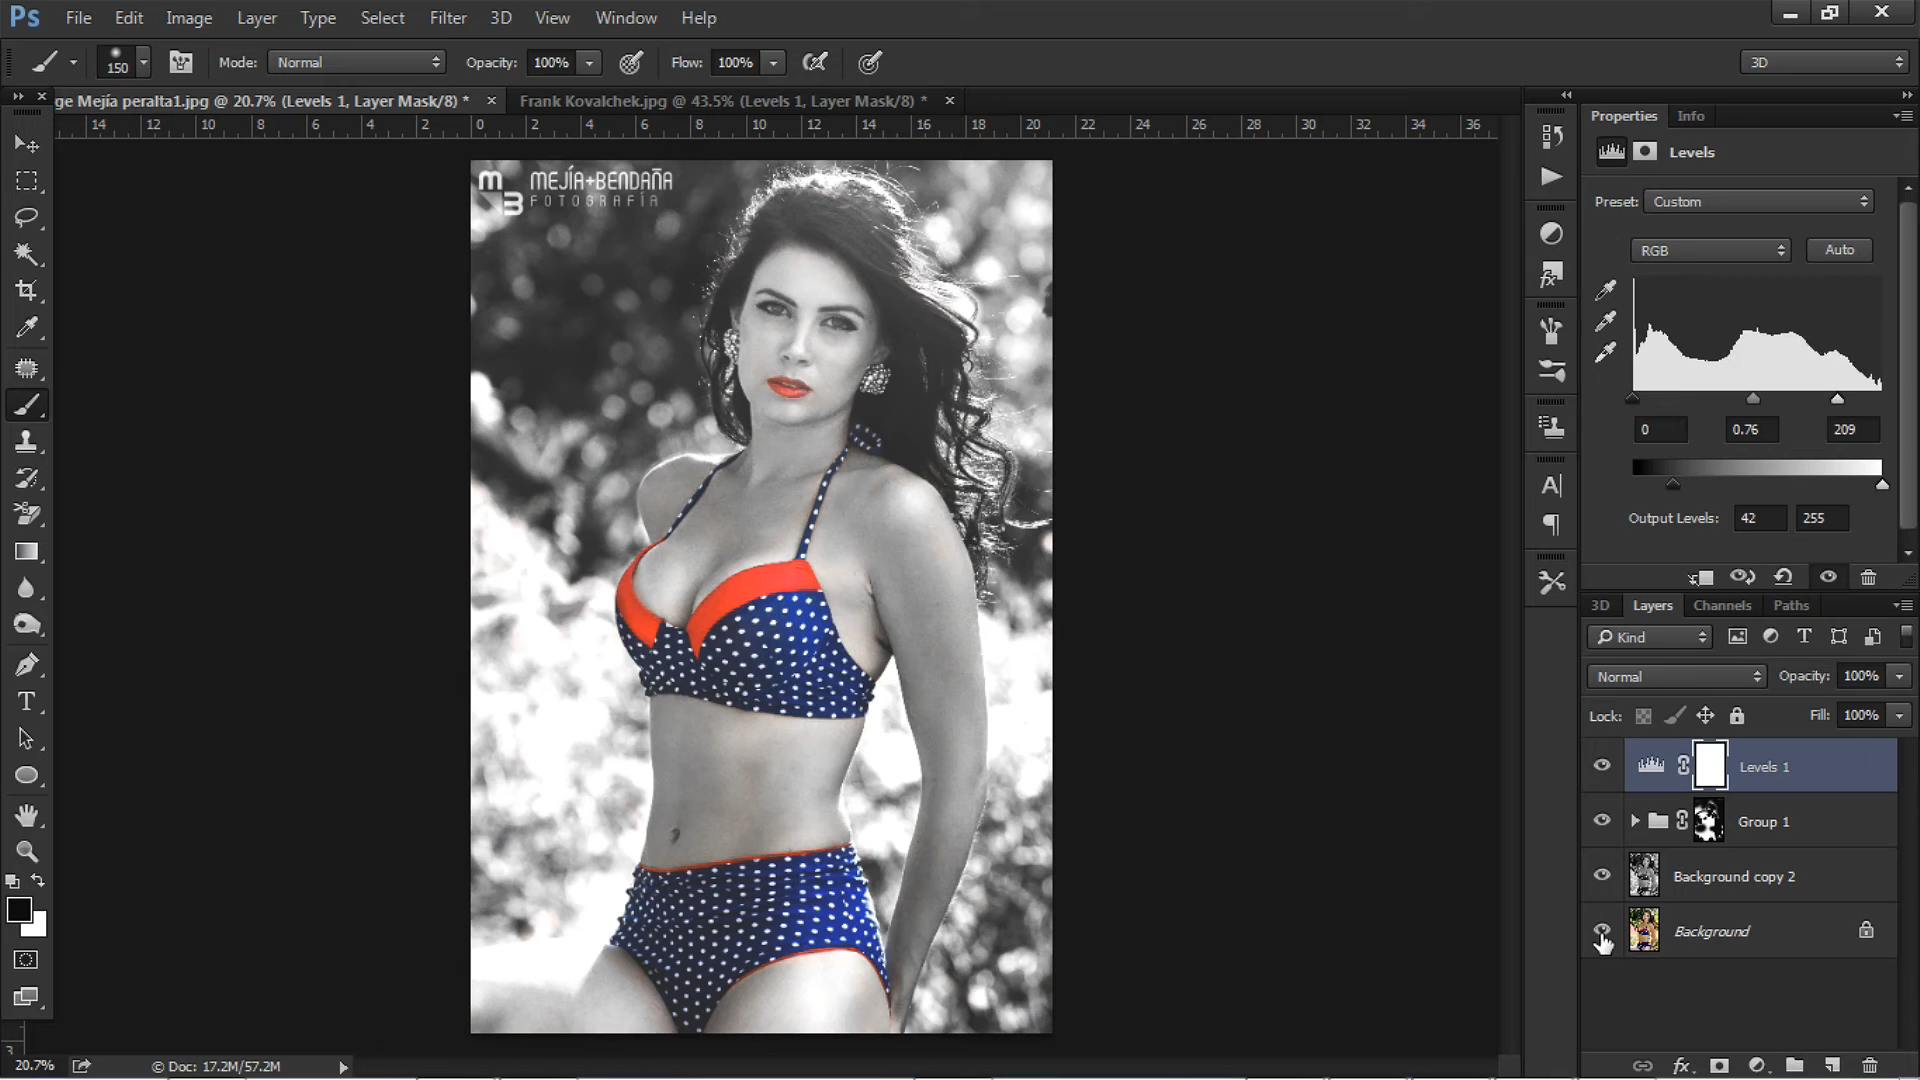 Ps File Edit Image Layer Type Select Filter 3D View Window Help
150 Mode: Normal Opacity: 100% Flow: 100% 3D
ge Mejía peralta1.jpg @ 20.7% (Levels 1, Layer Mask/8) * × Frank Kovalchek.jpg @ 43.5% (Levels 1, Layer Mask/8) * ×
14 12 10 8 6 4 2 0 2 4 6 8 10 12 14 16 18 20 22 24 26 28 30 32 34 36
Properties Info
Levels
Preset: Custom
RGB Auto
0 0.76 209
Output Levels: 42 255
MEJÍA+BENDAÑA
FOTOGRAFÍA
3D Layers Channels Paths
Kind
Normal Opacity: 100%
Lock: Fill: 100%
Levels 1
Group 1
Background copy 2
Background
3
20.7% Doc: 17.2M/57.2M